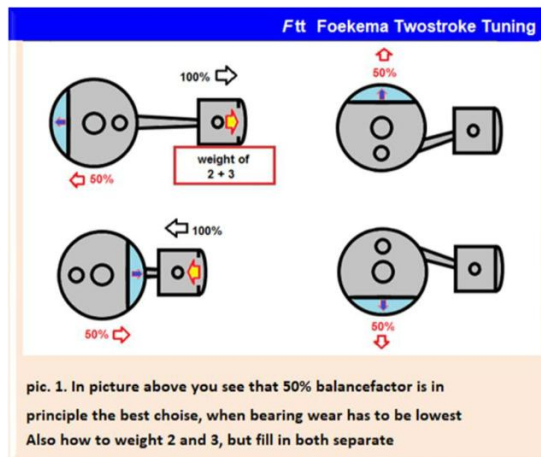 Ftt Foekema Twostroke Tuning
100%
50%
weight of
2 + 3
50%
100%
50%
50%
pic. 1. In picture above you see that 50% balancefactor is in
principle the best choise, when bearing wear has to be lowest
Also how to weight 2 and 3, but fill in both separate